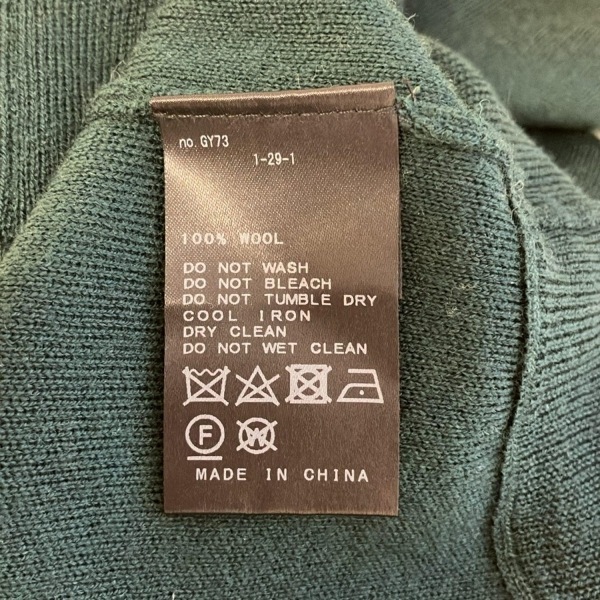 no. GY73
1-29-1
100% WOOL
DO NOT WASH
DO NOT BLEACH
DO NOT TUMBLE DRY
COOL IRON
DRY CLEAN
DO NOT WET CLEAN
F W
MADE IN CHINA